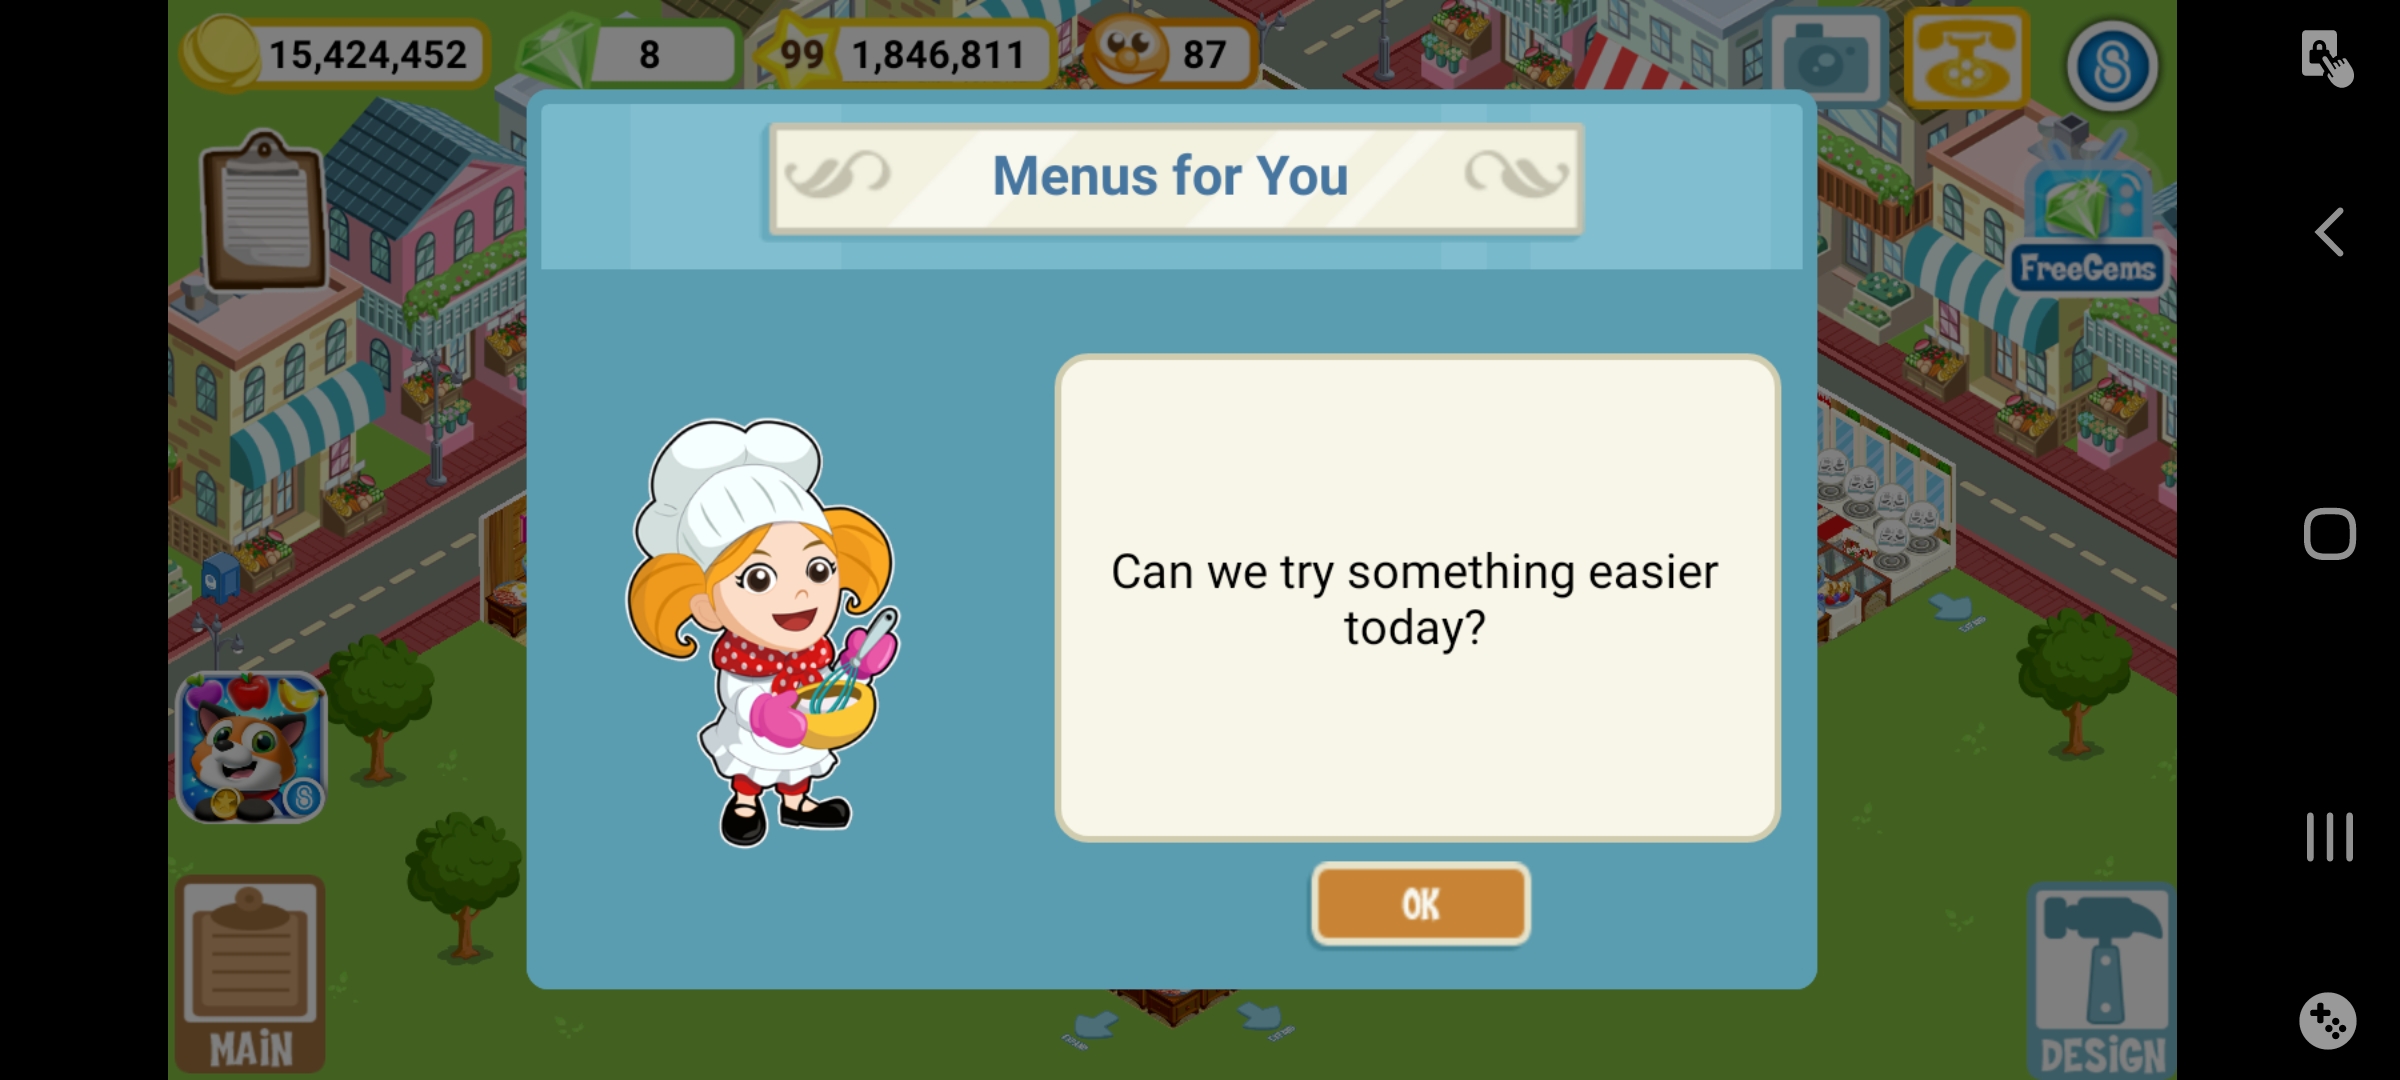 15,424,452
8
99 1,846,811
87
Menus for You
FreeGems
Can we try something easier
today?
OK
MAIN
DESIGN